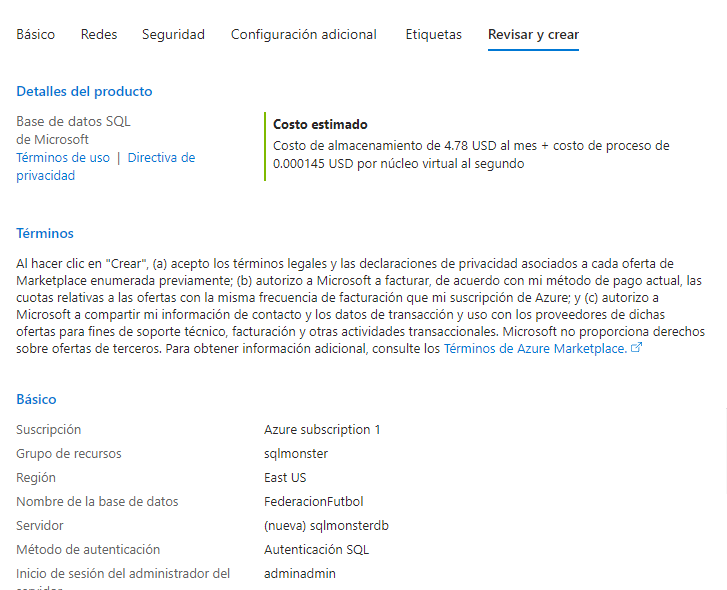 Básico Redes Seguridad Configuración adicional Etiquetas Revisar y crear
Detalles del producto
Base de datos SQL
de Microsoft
Términos de uso | Directiva de
privacidad
Costo estimado
Costo de almacenamiento de 4.78 USD al mes + costo de proceso de
0.000145 USD por núcleo virtual al segundo
Términos
Al hacer clic en "Crear", (a) acepto los términos legales y las declaraciones de privacidad asociados a cada oferta de
Marketplace enumerada previamente; (b) autorizo a Microsoft a facturar, de acuerdo con mi método de pago actual, las
cuotas relativas a las ofertas con la misma frecuencia de facturación que mi suscripción de Azure; y (c) autorizo a
Microsoft a compartir mi información de contacto y los datos de transacción y uso con los proveedores de dichas
ofertas para fines de soporte técnico, facturación y otras actividades transaccionales. Microsoft no proporciona derechos
sobre ofertas de terceros. Para obtener información adicional, consulte los Términos de Azure Marketplace.
Básico
Suscripción Azure subscription 1
Grupo de recursos sqlmonster
Región East US
Nombre de la base de datos FederacionFutbol
Servidor (nueva) sqlmonsterdb
Método de autenticación Autenticación SQL
Inicio de sesión del administrador del adminadmin